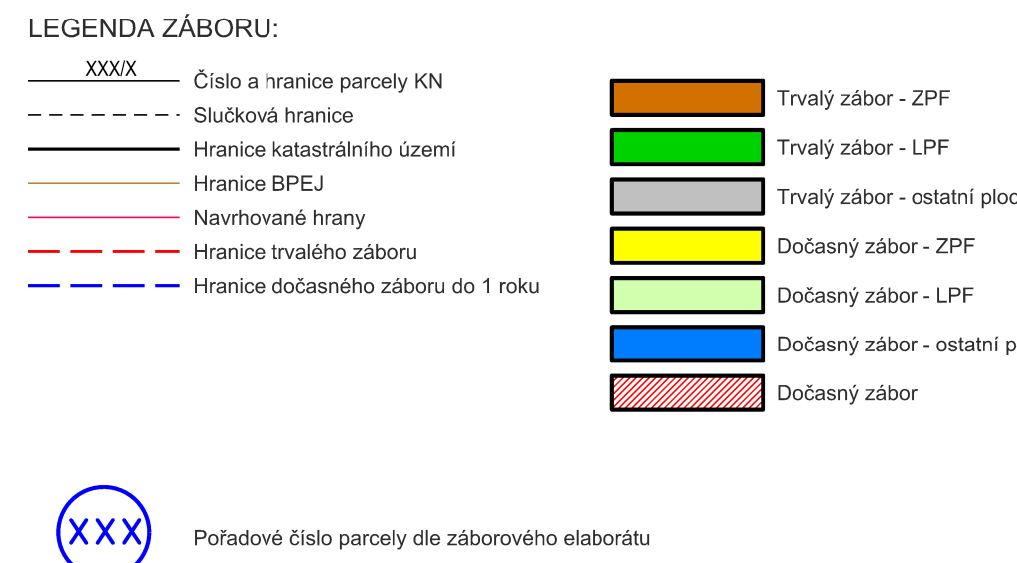 LEGENDA ZÁBORU:
XXX/X
Číslo a hranice parcely KN
Slučková hranice
Hranice katastrálního území
Hranice BPEJ
Navrhované hrany
Hranice trvalého záboru
Hranice dočasného záboru do 1 roku
Trvalý zábor - ZPF
Trvalý zábor - LPF
Trvalý zábor - ostatní
Dočasný zábor - ZPF
Dočasný zábor - LPF
Dočasný zábor - ostatní
Dočasný zábor
XXX
Pořadové číslo parcely dle záborového elaborátu